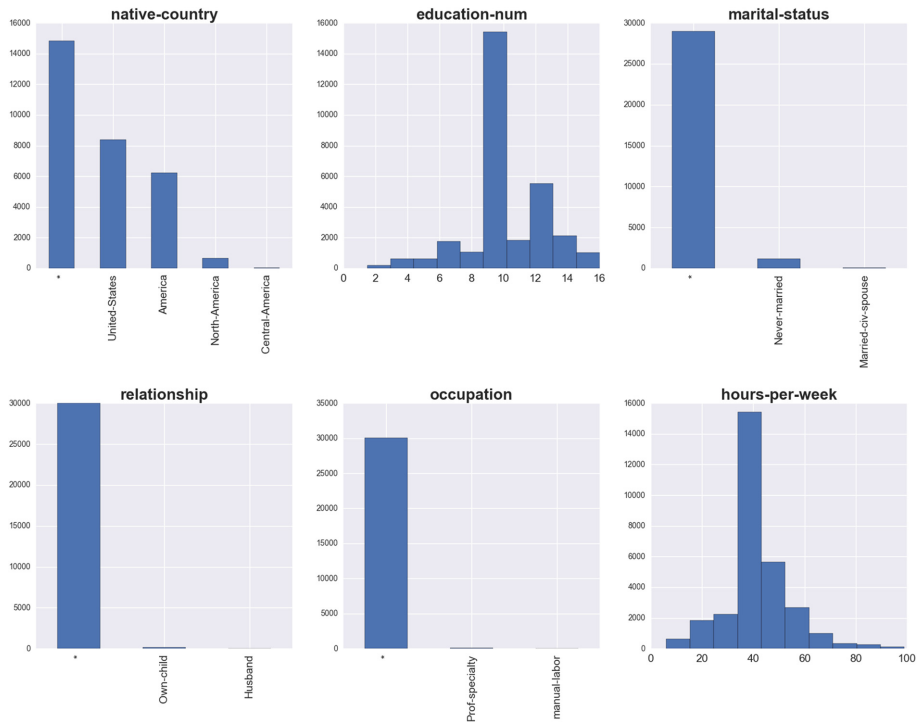 native-country
16000
14000
12000
10000
8000
6000
4000
2000
0
*
United-States
America
North-America
Central-America
education-num
16000
14000
12000
10000
8000
6000
4000
2000
0
0 2 4 6 8 10 12 14 16
marital-status
30000
25000
20000
15000
10000
5000
0
*
Never-married
Married-civ-spouse
relationship
30000
25000
20000
15000
10000
5000
0
*
Own-child
Husband
occupation
35000
30000
25000
20000
15000
10000
5000
0
*
Prof-specialty
manual-labor
hours-per-week
16000
14000
12000
10000
8000
6000
4000
2000
0
0 20 40 60 80 100